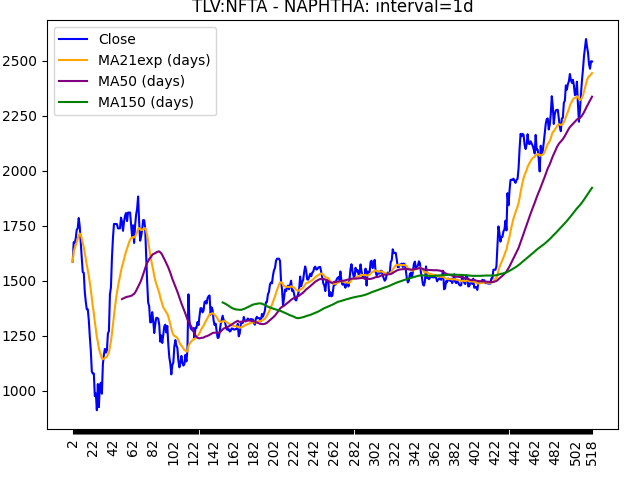 TLV:NFTA - NAPHTHA: interval=1d
Close
MA21exp (days)
MA50 (days)
MA150 (days)
2500
2250
2000
1750
1500
1250
1000
2 22 42 62 82 102 122 142 162 182 202 222 242 262 282 302 322 342 362 382 402 422 442 462 482 502 518